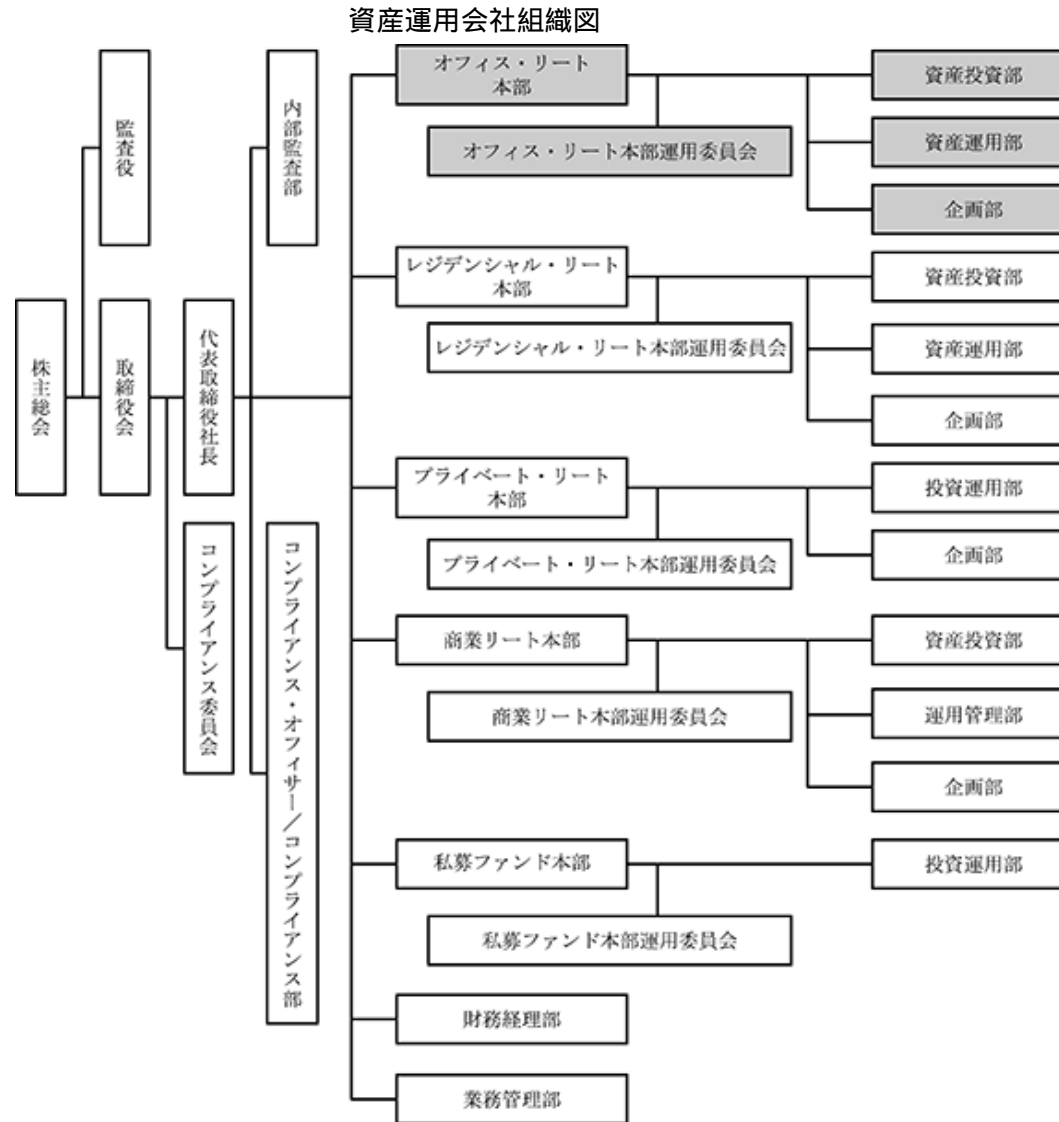 資産運用会社組織図
監査役
内部監査部
株主総会
取締役会
代表取締役社長
コンプライアンス委員会
コンプライアンス・オフィサー／コンプライアンス部
オフィス・リート
本部
オフィス・リート本部運用委員会
資産投資部
資産運用部
企画部
レジデンシャル・リート
本部
レジデンシャル・リート本部運用委員会
資産投資部
資産運用部
企画部
プライベート・リート
本部
プライベート・リート本部運用委員会
投資運用部
企画部
商業リート本部
商業リート本部運用委員会
資産投資部
運用管理部
企画部
私募ファンド本部
私募ファンド本部運用委員会
投資運用部
財務経理部
業務管理部